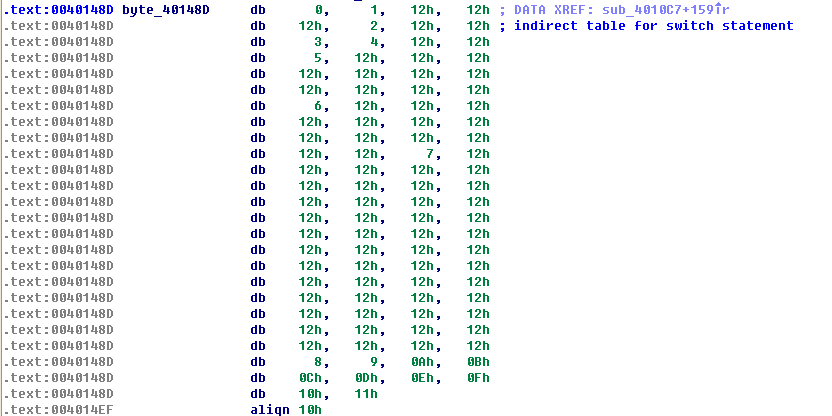 .text:0040148D byte_40148D db 0, 1, 12h, 12h ; DATA XREF: sub_4010C7+159↑r
.text:0040148D db 12h, 2, 12h, 12h ; indirect table for switch statement
.text:0040148D db 3, 4, 12h, 12h
.text:0040148D db 5, 12h, 12h, 12h
.text:0040148D db 12h, 12h, 12h, 12h
.text:0040148D db 12h, 12h, 12h, 12h
.text:0040148D db 6, 12h, 12h, 12h
.text:0040148D db 12h, 12h, 12h, 12h
.text:0040148D db 12h, 12h, 12h, 12h
.text:0040148D db 12h, 12h, 7, 12h
.text:0040148D db 12h, 12h, 12h, 12h
.text:0040148D db 12h, 12h, 12h, 12h
.text:0040148D db 12h, 12h, 12h, 12h
.text:0040148D db 12h, 12h, 12h, 12h
.text:0040148D db 12h, 12h, 12h, 12h
.text:0040148D db 12h, 12h, 12h, 12h
.text:0040148D db 12h, 12h, 12h, 12h
.text:0040148D db 12h, 12h, 12h, 12h
.text:0040148D db 12h, 12h, 12h, 12h
.text:0040148D db 12h, 12h, 12h, 12h
.text:0040148D db 12h, 12h, 12h, 12h
.text:0040148D db 12h, 12h, 12h, 12h
.text:0040148D db 8, 9, 0Ah, 0Bh
.text:0040148D db 0Ch, 0Dh, 0Eh, 0Fh
.text:0040148D db 10h, 11h
.text:004014EF align 10h